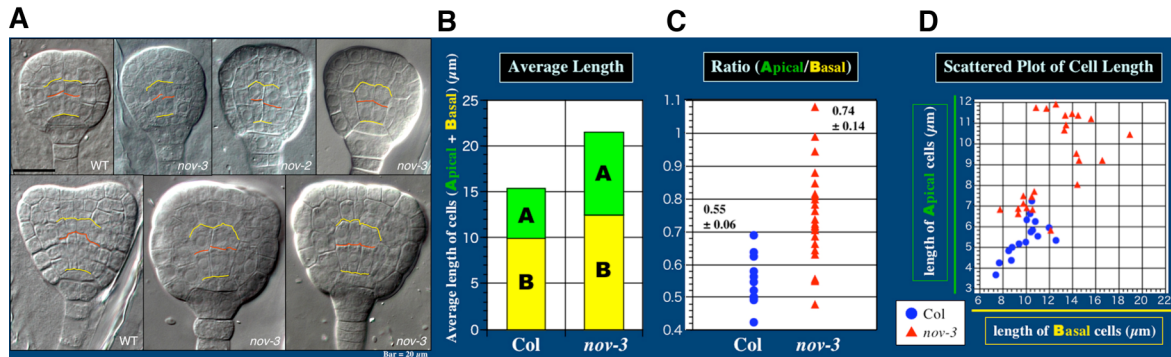 A
WT
nov-3
nov-2
nov-3
WT
nov-3
nov-3
Bar = 20 µm
B
Average Length
Average length of cells (Apical + Basal) (µm)
25
20
15
10
5
0
A
B
A
B
Col
nov-3
C
Ratio (Apical/Basal)
1.1
1
0.9
0.8
0.7
0.6
0.5
0.4
0.55
± 0.06
0.74
± 0.14
Col
nov-3
D
Scattered Plot of Cell Length
length of Apical cells (µm)
12
11
10
9
8
7
6
5
4
3
6 8 10 12 14 16 18 20 22
Col
nov-3
length of Basal cells (µm)